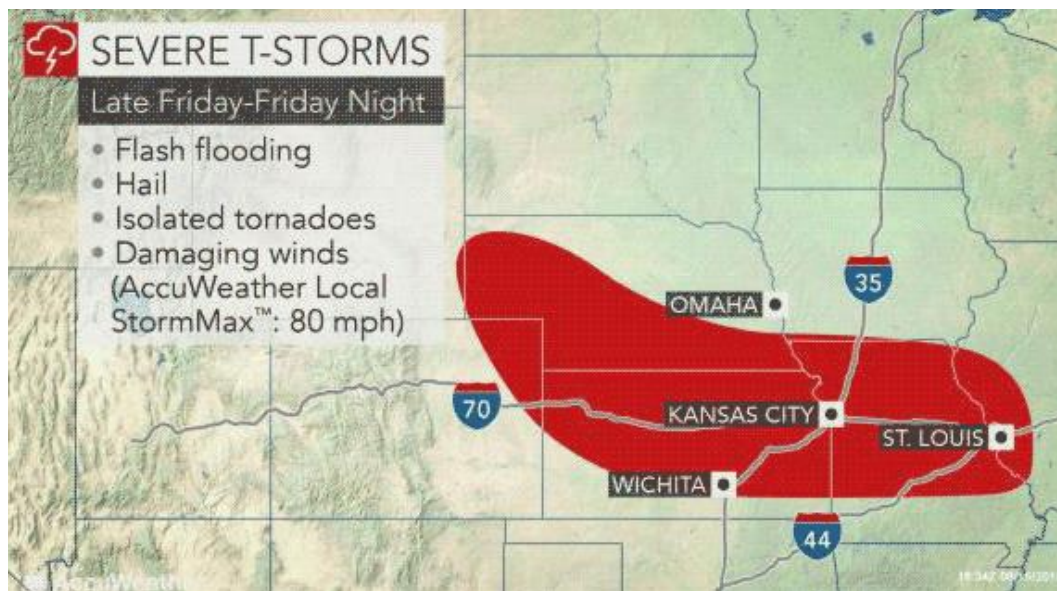 SEVERE T-STORMS
Late Friday-Friday Night
• Flash flooding
• Hail
• Isolated tornadoes
• Damaging winds
(AccuWeather Local
StormMax™: 80 mph)
OMAHA
35
70
KANSAS CITY
ST. LOUIS
WICHITA
44
AccuWeather